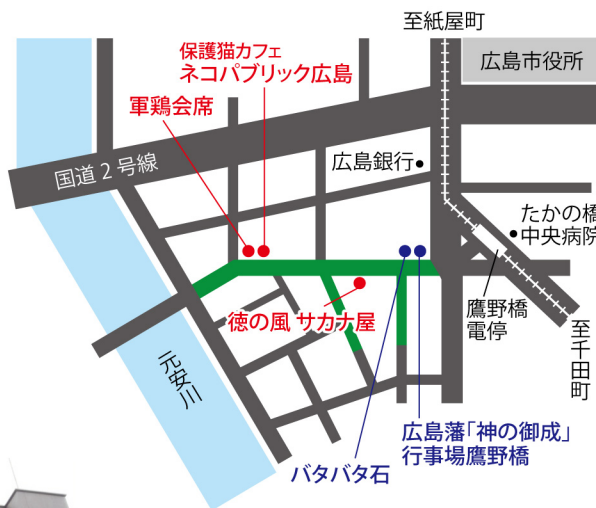 至紙屋町
広島市役所
保護猫カフェ
ネコパブリック広島
軍鶏会席
広島銀行
国道2号線
たかの橋
中央病院
鷹野橋
電停
徳の風 サカナ屋
至千田町
元安川
広島藩「神の御成」
行事場鷹野橋
バタバタ石